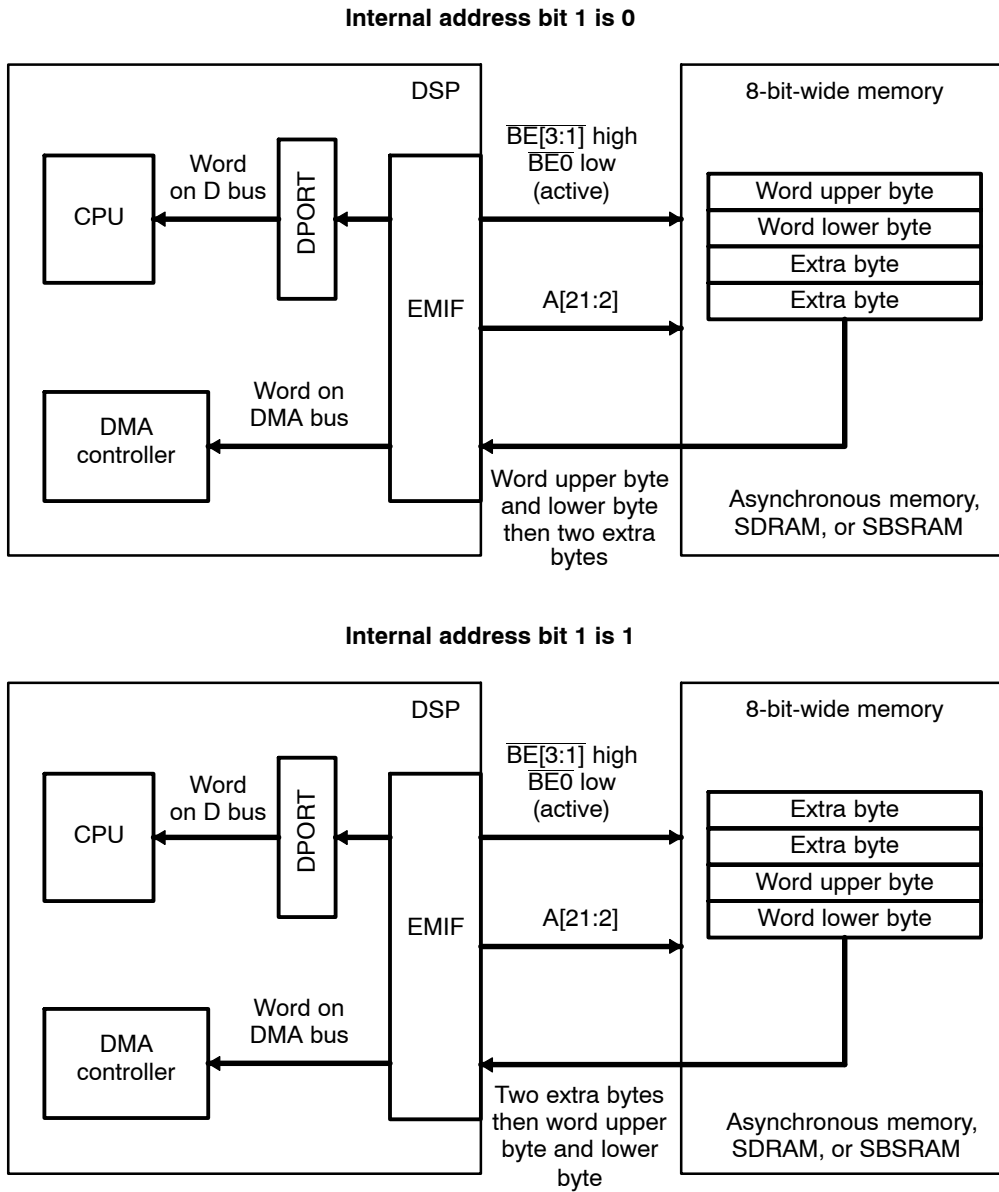 Internal address bit 1 is 0
DSP
8-bit-wide memory
BE[3:1] high
BE0 low
(active)
Word
on D bus
CPU
DPORT
EMIF
Word upper byte
Word lower byte
Extra byte
Extra byte
A[21:2]
Word on
DMA bus
DMA
controller
Word upper byte
and lower byte
then two extra
bytes
Asynchronous memory,
SDRAM, or SBSRAM
Internal address bit 1 is 1
DSP
8-bit-wide memory
BE[3:1] high
BE0 low
(active)
Word
on D bus
CPU
DPORT
EMIF
Extra byte
Extra byte
Word upper byte
Word lower byte
A[21:2]
Word on
DMA bus
DMA
controller
Two extra bytes
then word upper
byte and lower
byte
Asynchronous memory,
SDRAM, or SBSRAM